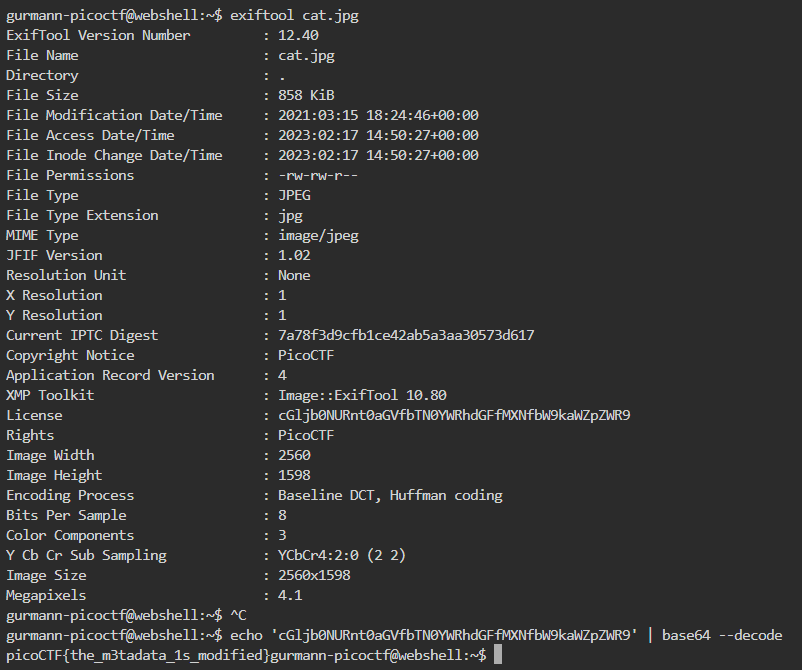 gurmann-picoctf@webshell:~$ exiftool cat.jpg
ExifTool Version Number         : 12.40
File Name                       : cat.jpg
Directory                       : .
File Size                       : 858 KiB
File Modification Date/Time     : 2021:03:15 18:24:46+00:00
File Access Date/Time           : 2023:02:17 14:50:27+00:00
File Inode Change Date/Time     : 2023:02:17 14:50:27+00:00
File Permissions                : -rw-rw-r--
File Type                       : JPEG
File Type Extension             : jpg
MIME Type                       : image/jpeg
JFIF Version                    : 1.02
Resolution Unit                 : None
X Resolution                    : 1
Y Resolution                    : 1
Current IPTC Digest             : 7a78f3d9cfb1ce42ab5a3aa30573d617
Copyright Notice                : PicoCTF
Application Record Version      : 4
XMP Toolkit                     : Image::ExifTool 10.80
License                         : cGljb0NURnt0aGVfbTN0YWRhdGFfMXNfbW9kaWZpZWR9
Rights                          : PicoCTF
Image Width                     : 2560
Image Height                    : 1598
Encoding Process                : Baseline DCT, Huffman coding
Bits Per Sample                 : 8
Color Components                : 3
Y Cb Cr Sub Sampling            : YCbCr4:2:0 (2 2)
Image Size                      : 2560x1598
Megapixels                      : 4.1
gurmann-picoctf@webshell:~$ ^C
gurmann-picoctf@webshell:~$ echo 'cGljb0NURnt0aGVfbTN0YWRhdGFfMXNfbW9kaWZpZWR9' | base64 --decode
picoCTF{the_m3tadata_1s_modified}gurmann-picoctf@webshell:~$